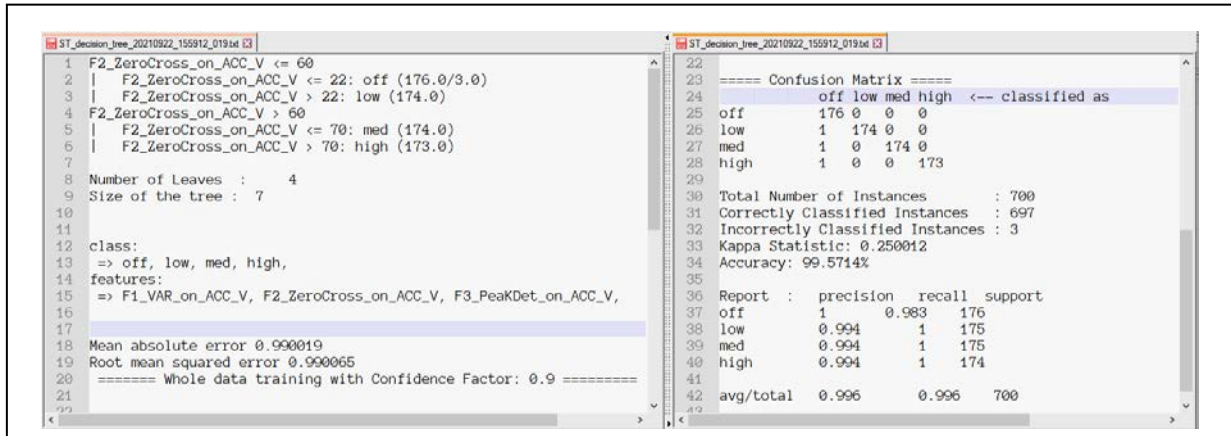 ST_decision_tree_20210922_155912_019.txt
1 F2_ZeroCross_on_ACC_V <= 60
2 |   F2_ZeroCross_on_ACC_V <= 22: off (176.0/3.0)
3 |   F2_ZeroCross_on_ACC_V > 22: low (174.0)
4 F2_ZeroCross_on_ACC_V > 60
5 |   F2_ZeroCross_on_ACC_V <= 70: med (174.0)
6 |   F2_ZeroCross_on_ACC_V > 70: high (173.0)
7
8 Number of Leaves  :     4
9 Size of the tree :  7
10
11
12 class:
13  => off, low, med, high,
14 features:
15  => F1_VAR_on_ACC_V, F2_ZeroCross_on_ACC_V, F3_PeaKDet_on_ACC_V,
16
17
18 Mean absolute error 0.990019
19 Root mean squared error 0.990065
20  ======= Whole data training with Confidence Factor: 0.9 =========
21
22
ST_decision_tree_20210922_155912_019.txt
22
23 ===== Confusion Matrix =====
24             off low med high  <-- classified as
25 off         176 0   0   0
26 low         1   174 0   0
27 med         1   0   174 0
28 high        1   0   0   173
29
30 Total Number of Instances          : 700
31 Correctly Classified Instances   : 697
32 Incorrectly Classified Instances : 3
33 Kappa Statistic: 0.250012
34 Accuracy: 99.5714%
35
36 Report  :   precision   recall  support
37 off         1       0.983    176
38 low         0.994       1    175
39 med         0.994       1    175
40 high        0.994       1    174
41
42 avg/total   0.996       0.996    700
43